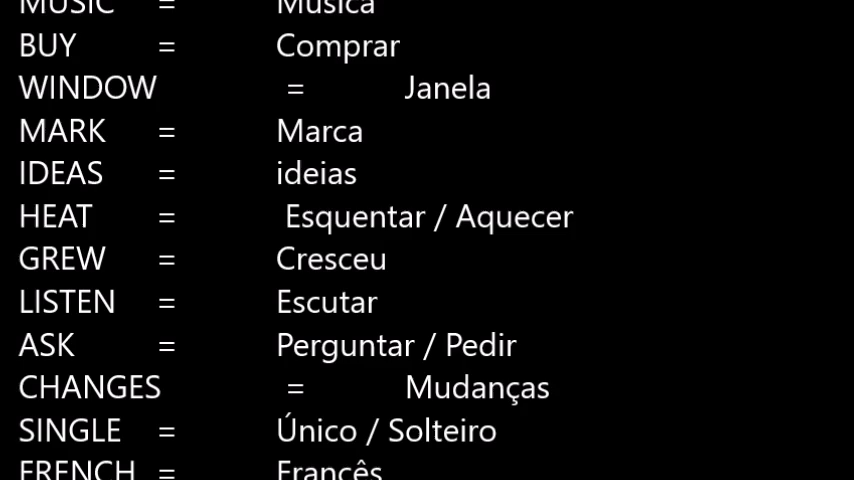 MUSIC = Música
BUY = Comprar
WINDOW = Janela
MARK = Marca
IDEAS = ideias
HEAT = Esquentar / Aquecer
GREW = Cresceu
LISTEN = Escutar
ASK = Perguntar / Pedir
CHANGES = Mudanças
SINGLE = Único / Solteiro
FRENCH = Francês